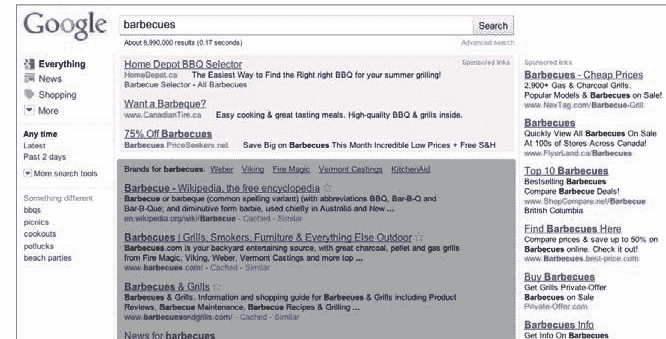 Google
barbecues
Search
About 8,990,000 results (0.17 seconds)
Advanced search
Everything
News
Shopping
More
Any time
Latest
Past 2 days
More search tools
Something different
bbqs
picnics
cookouts
potlucks
beach parties
Home Depot BBQ Selector
Sponsored links
HomeDepot.ca The Easiest Way to Find the Right right BBQ for your summer grilling!
Barbecue Selector - All Barbecues
Want a Barbeque?
www.CanadianTire.ca Easy cooking & great tasting meals. High-quality BBQ & grills inside.
75% Off Barbecues
Barbecues.PriceSeeker.net Save Big on Barbecues This Month Incredible Low Prices + Free S&H
Brands for barbecues: Weber Viking Fire Magic Vermont Castings KitchenAid
Barbecue - Wikipedia, the free encyclopedia
Barbecue or barbeque (common spelling variant) (with abbreviations BBQ, Bar-B-Q and
Bar-B-Que; and diminutive form barbie, used chiefly in Australia and New ...
en.wikipedia.org/wiki/Barbecue - Cached - Similar
Barbecues | Grills, Smokers, Furniture & Everything Else Outdoor
Barbecues.com is your backyard entertaining source, with great charcoal, pellet and gas grills
from Fire Magic, Viking, Weber, Vermont Castings and more top ...
www.barbecues.com/ - Cached - Similar
Barbecues & Grills
Barbecues & Grills. Information and shopping guide for Barbecues & Grills including Product
Reviews, Barbecue Maintenance, Barbecue Recipes & Grilling ...
www.barbecuesandgrills.com/ - Cached - Similar
News for barbecues
Sponsored links
Barbecues - Cheap Prices
2,900+ Gas & Charcoal Grills.
Popular Models & Barbecues on Sale!
www.NexTag.com/Barbecue-Grill
Barbecues
Quickly View All Barbecues On Sale
At 100s of Stores Across Canada!
www.FlyerLand.ca/Barbecues
Top 10 Barbecues
Bestselling Barbecues
Compare Barbecue Deals!
www.ShopCompare.net/Barbecue
British Columbia
Find Barbecues Here
Compare prices & save up to 50% on
Barbecues online. Check it out!
www.Barbecues.best-price.com
Buy Barbecues
Get Grills Private-Offer
Barbecues on Sale
Private-Offer.com
Barbecues Info
Get Info On Barbecues